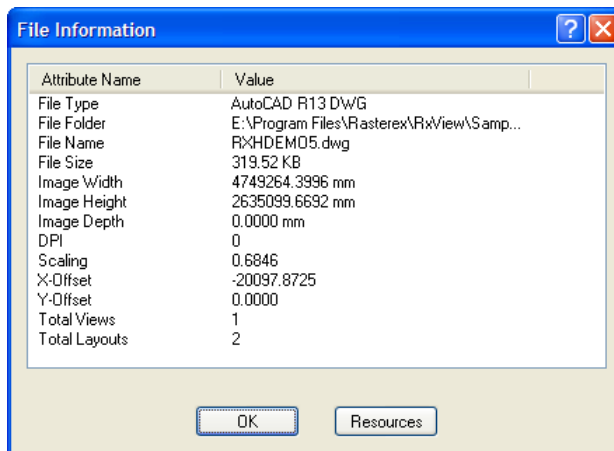 File Information
Attribute Name Value
File Type AutoCAD R13 DWG
File Folder E:\Program Files\Rasterex\RxView\Samp...
File Name RXHDEMO5.dwg
File Size 319.52 KB
Image Width 4749264.3996 mm
Image Height 2635099.6692 mm
Image Depth 0.0000 mm
DPI 0
Scaling 0.6846
X-Offset -20097.8725
Y-Offset 0.0000
Total Views 1
Total Layouts 2
OK Resources